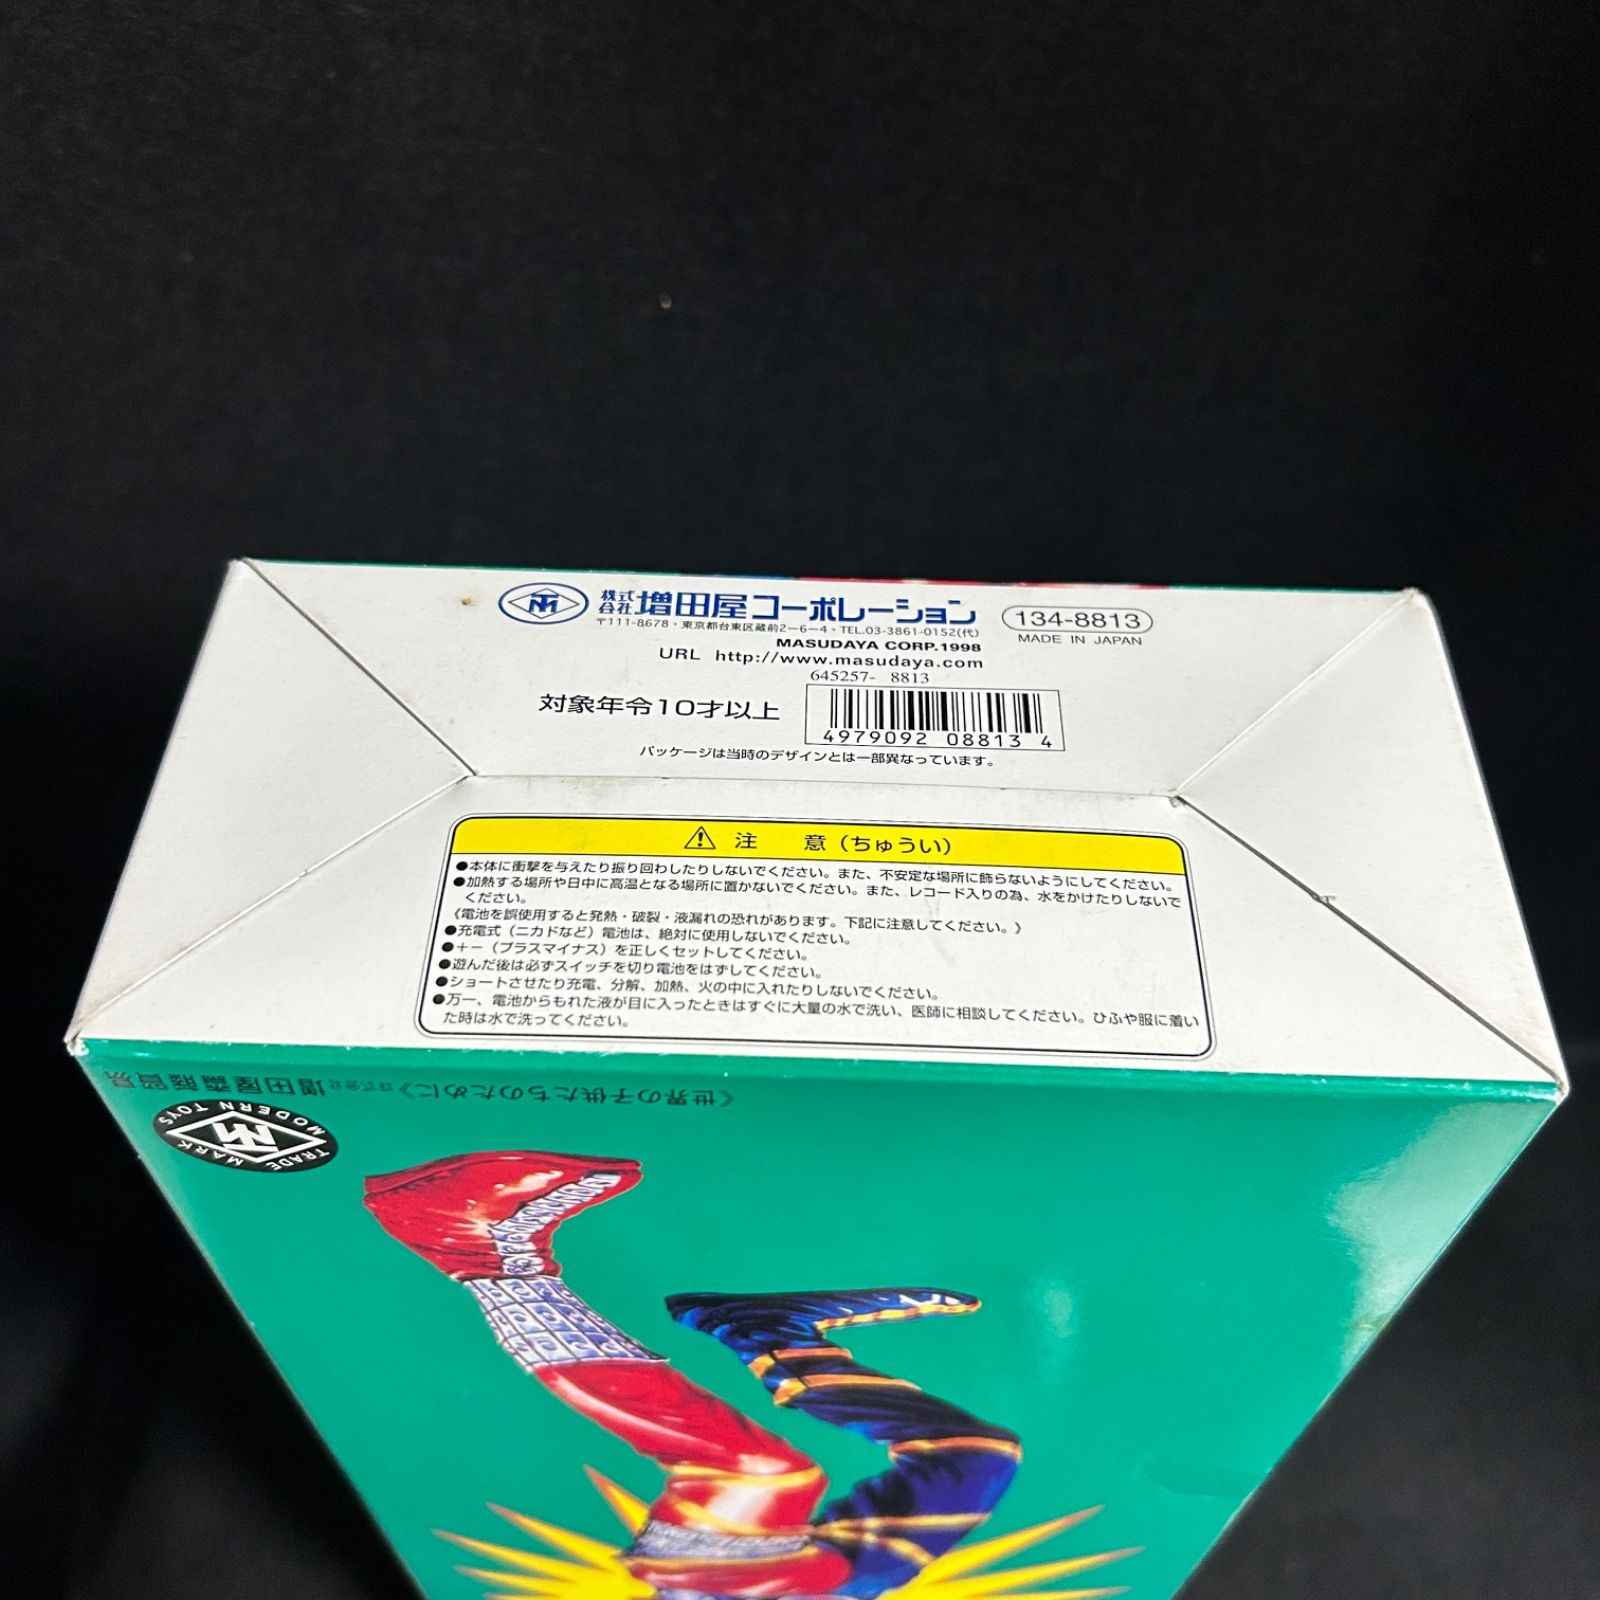 TM 株式会社 増田屋コーポレーション
〒111-8678・東京都台東区蔵前2-6-4・TEL.03-3861-0152(代)
134-8813
MADE IN JAPAN
MASUDAYA CORP.1998
URL http://www.masudaya.com
645257- 8813
対象年令10才以上
4979092 08813 4
パッケージは当時のデザインとは一部異なっています。
⚠ 注 意(ちゅうい)
●本体に衝撃を与えたり振り回わしたりしないでください。また、不安定な場所に飾らないようにしてください。
●加熱する場所や日中に高温となる場所に置かないでください。また、レコード入りの為、水をかけたりしないで
ください。
《電池を誤使用すると発熱・破裂・液漏れの恐れがあります。下記に注意してください。》
●充電式(ニカドなど)電池は、絶対に使用しないでください。
●+-(プラスマイナス)を正しくセットしてください。
●遊んだ後は必ずスイッチを切り電池をはずしてください。
●ショートさせたり充電、分解、加熱、火の中に入れたりしないでください。
●万一、電池からもれた液が目に入ったときはすぐに大量の水で洗い、医師に相談してください。ひふや服に着い
た時は水で洗ってください。
《世界の子供たちのために》株式会社 増田屋齋藤貿易
TRADE MARK
TM
MODERN TOYS